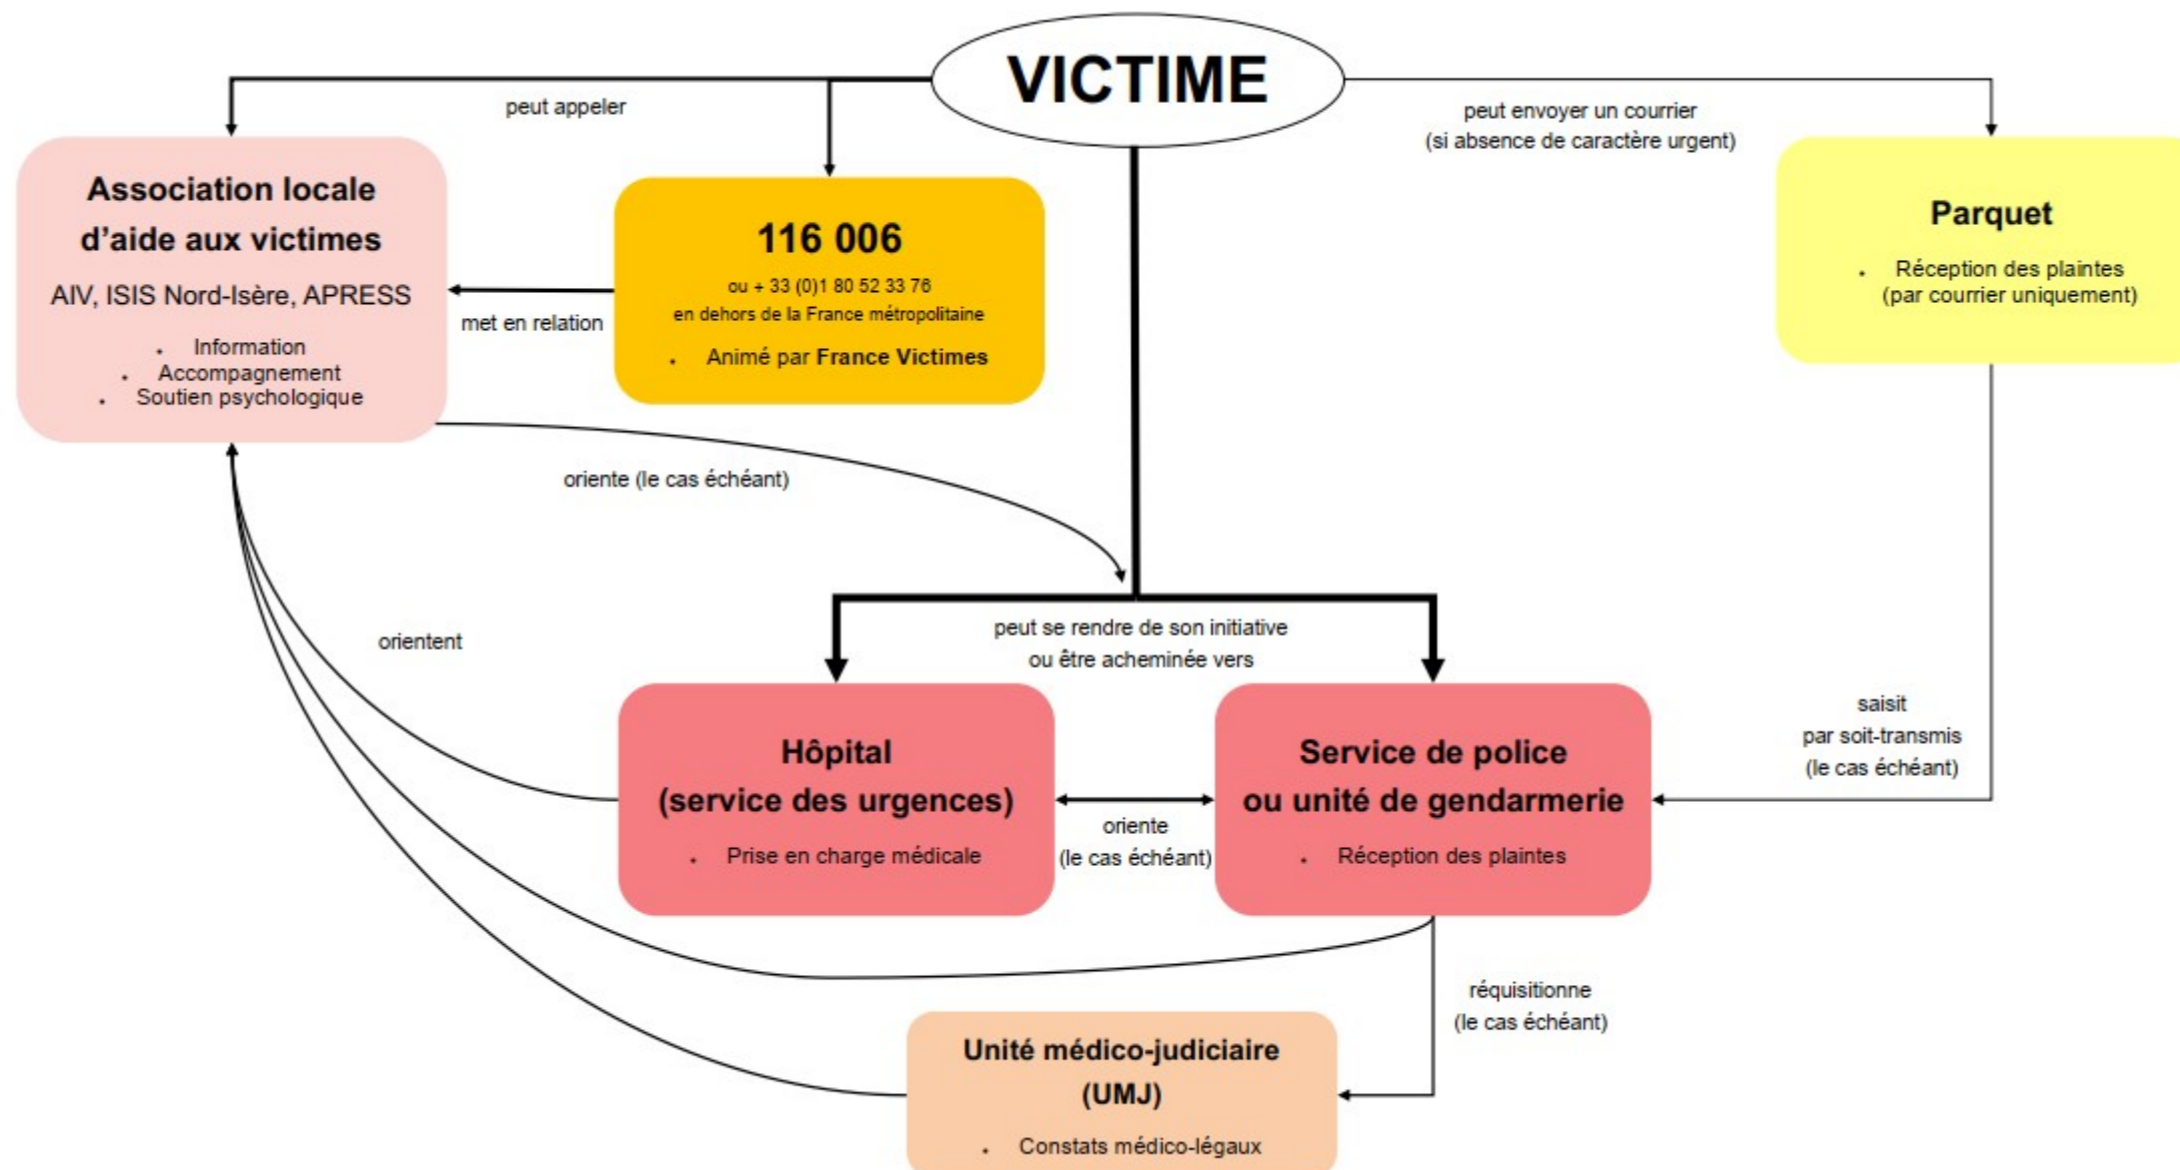 VICTIME
peut appeler
peut envoyer un courrier
(si absence de caractère urgent)
Association locale
d'aide aux victimes
AIV, ISIS Nord-Isère, APRESS
• Information
• Accompagnement
• Soutien psychologique
116 006
ou + 33 (0)1 80 52 33 76
en dehors de la France métropolitaine
• Animé par France Victimes
met en relation
Parquet
• Réception des plaintes
(par courrier uniquement)
oriente (le cas échéant)
orientent
peut se rendre de son initiative
ou être acheminée vers
saisit
par soit-transmis
(le cas échéant)
Hôpital
(service des urgences)
• Prise en charge médicale
oriente
(le cas échéant)
Service de police
ou unité de gendarmerie
• Réception des plaintes
réquisitionne
(le cas échéant)
Unité médico-judiciaire
(UMJ)
• Constats médico-légaux